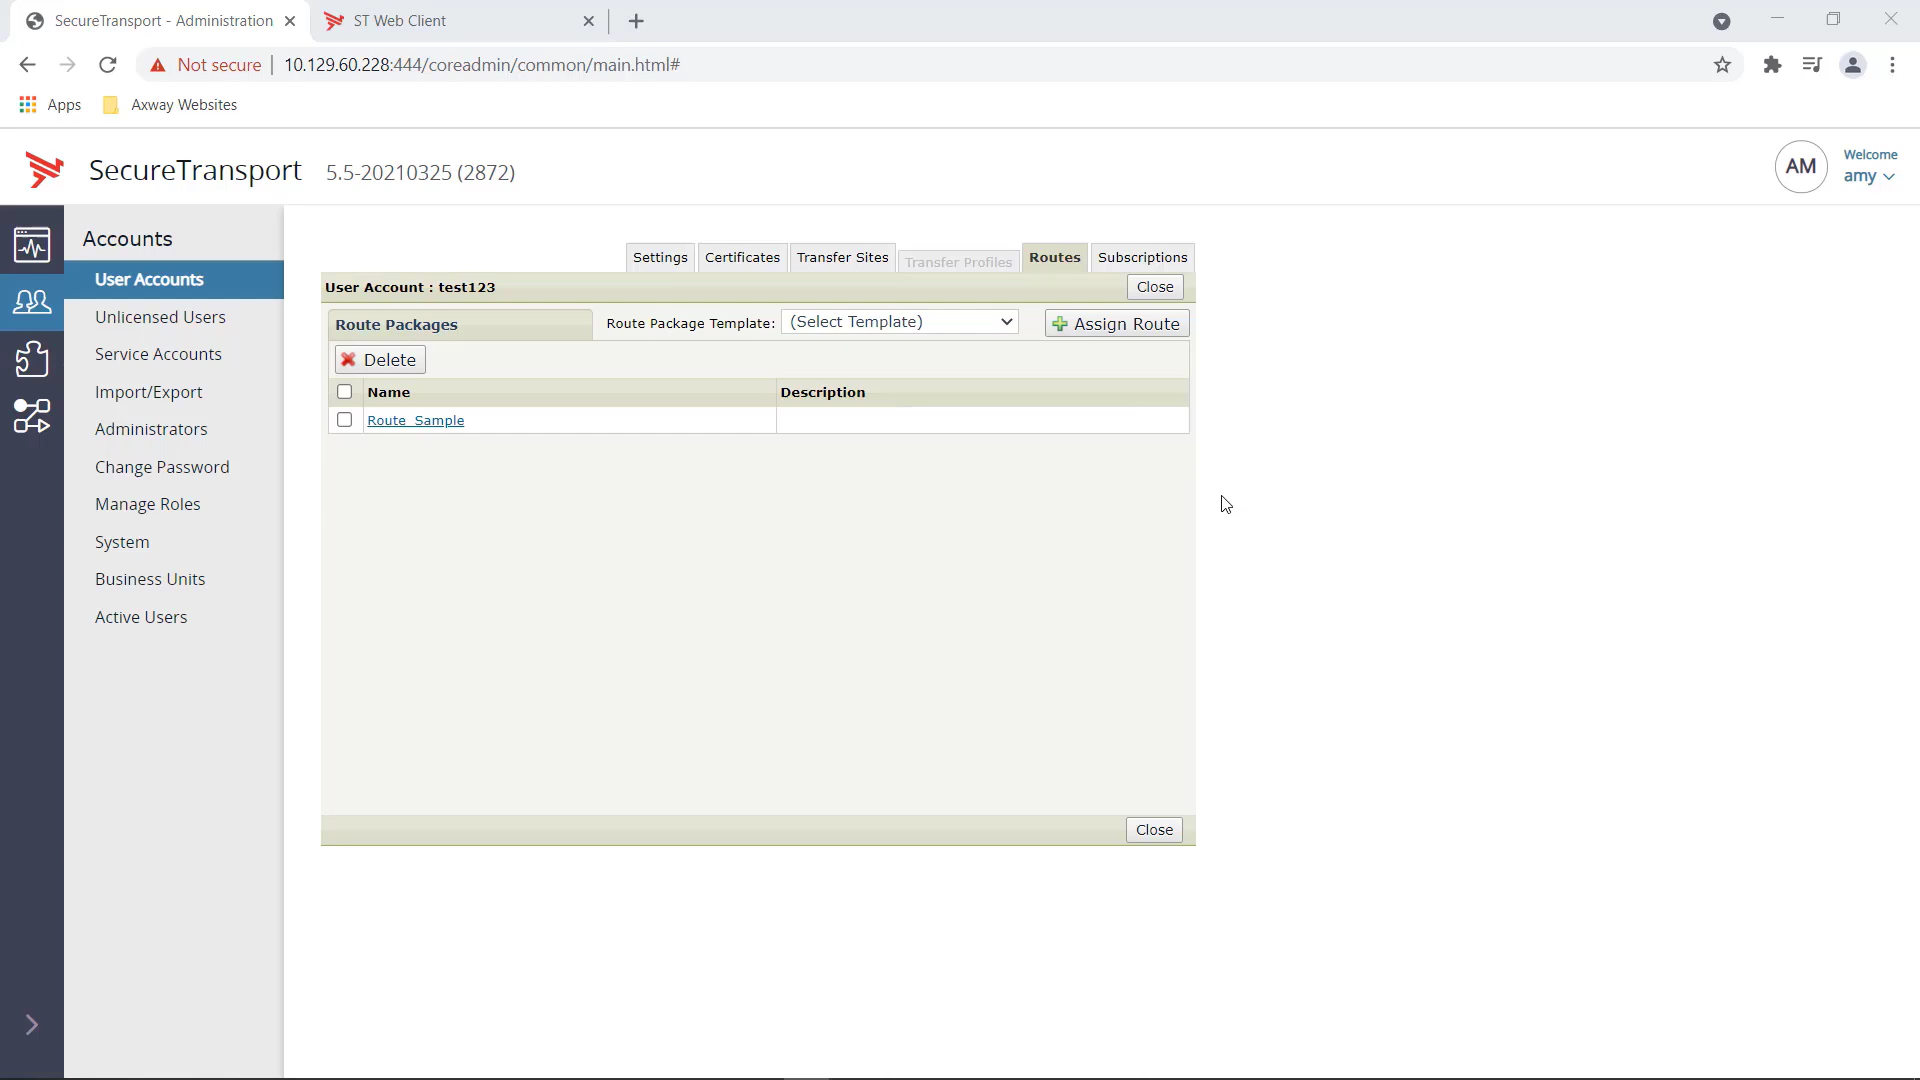 SecureTransport - Administration
ST Web Client
Not secure
10.129.60.228:444/coreadmin/common/main.html#
Apps
Axway Websites
SecureTransport
5.5-20210325 (2872)
AM
Welcome
amy
Accounts
User Accounts
Unlicensed Users
Service Accounts
Import/Export
Administrators
Change Password
Manage Roles
System
Business Units
Active Users
Settings
Certificates
Transfer Sites
Transfer Profiles
Routes
Subscriptions
User Account : test123
Close
Route Packages
Route Package Template:
(Select Template)
Assign Route
Delete
Name
Description
Route_Sample
Close